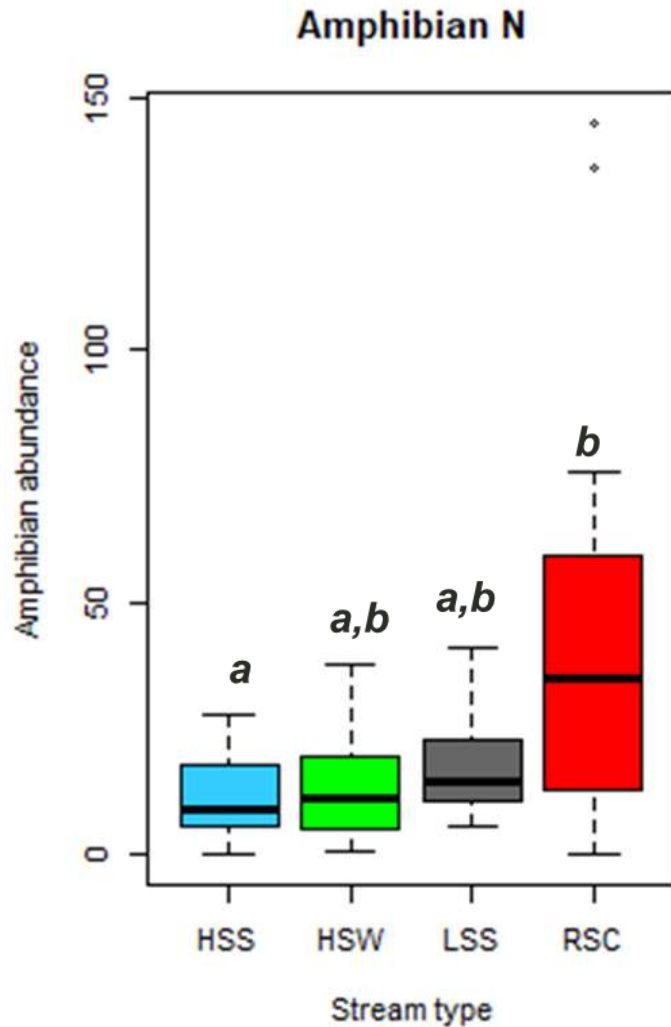 Amphibian N
Amphibian abundance
150
100
50
0
b
a,b
a,b
a
HSS HSW LSS RSC
Stream type